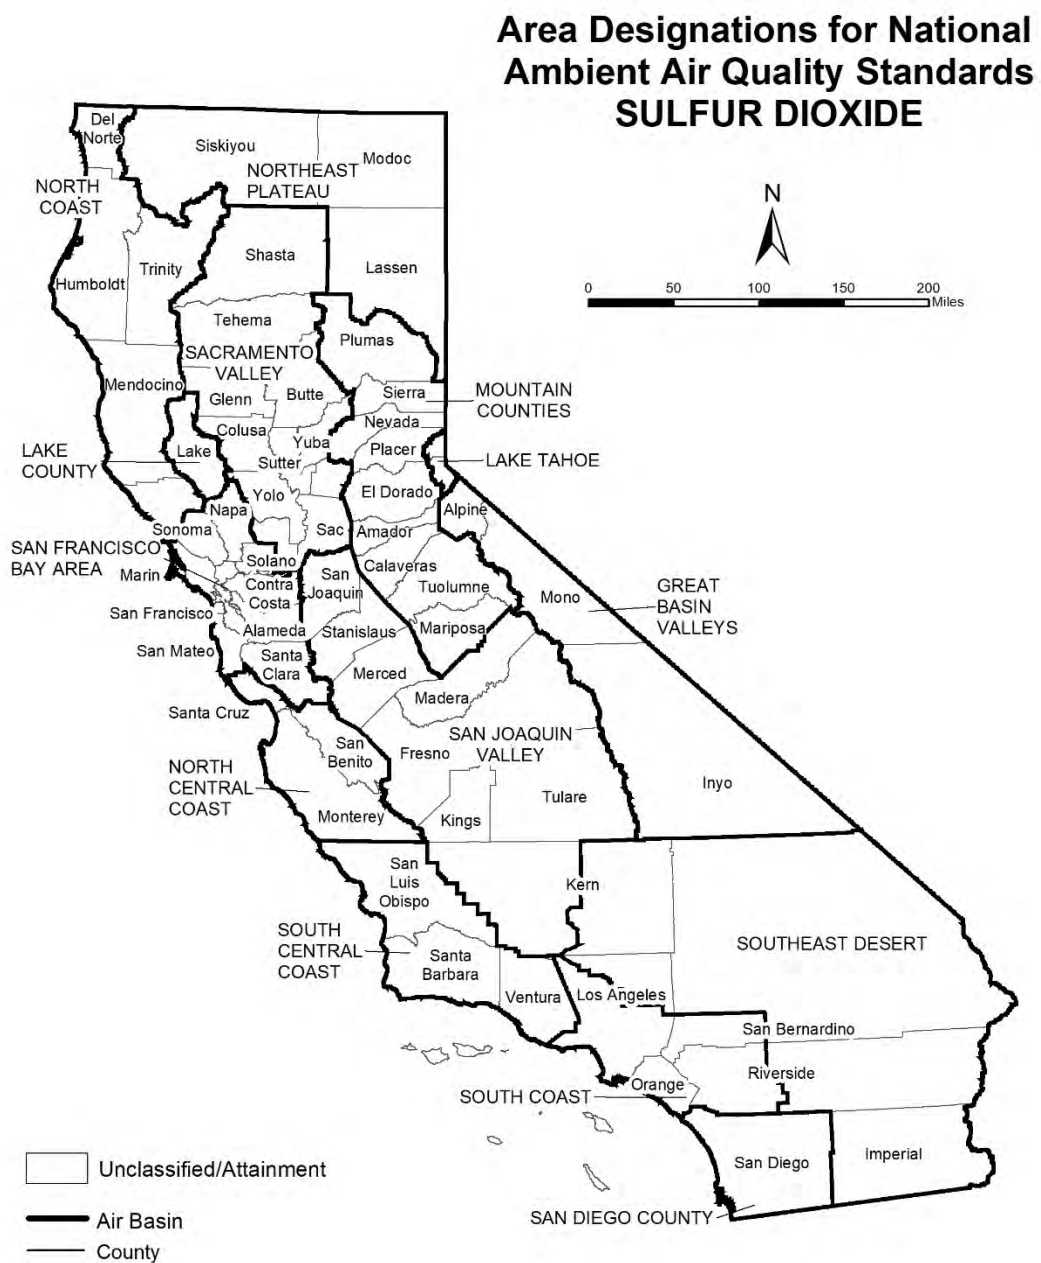 Area Designations for National
Ambient Air Quality Standards
SULFUR DIOXIDE
Del
Norte
Siskiyou
Modoc
NORTHEAST
PLATEAU
NORTH
COAST
N
Shasta
Lassen
Trinity
Humboldt
0 50 100 150 200
Miles
Tehema
Plumas
SACRAMENTO
VALLEY
Mendocino
Butte
Sierra
Glenn
MOUNTAIN
COUNTIES
Nevada
Colusa
Yuba
Placer
LAKE
COUNTY
Lake
Sutter
LAKE TAHOE
El Dorado
Yolo
Napa
Alpine
Sonoma
Sac
Amador
SAN FRANCISCO
BAY AREA
Solano
Calaveras
Marin
Contra
Costa
San
Joaquin
Tuolumne
Mono
GREAT
BASIN
VALLEYS
San Francisco
Alameda
Stanislaus
Mariposa
San Mateo
Santa
Clara
Merced
Madera
Santa Cruz
SAN JOAQUIN
VALLEY
San
Benito
Fresno
NORTH
CENTRAL
COAST
Inyo
Tulare
Monterey
Kings
San
Luis
Obispo
Kern
SOUTH
CENTRAL
COAST
SOUTHEAST DESERT
Santa
Barbara
Ventura
Los Angeles
San Bernardino
Riverside
Orange
SOUTH COAST
San Diego
Imperial
SAN DIEGO COUNTY
Unclassified/Attainment
Air Basin
County